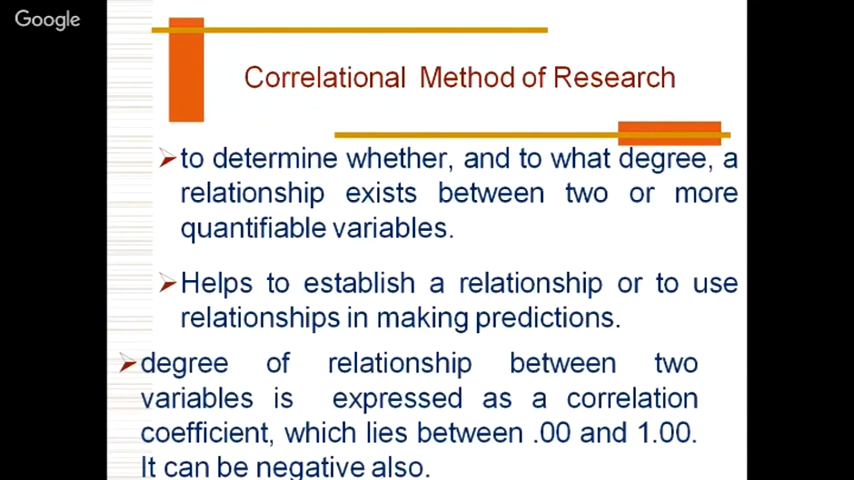 Google
Correlational Method of Research
to determine whether, and to what degree, a
relationship exists between two or more
quantifiable variables.
Helps to establish a relationship or to use
relationships in making predictions.
degree of relationship between two
variables is expressed as a correlation
coefficient, which lies between .00 and 1.00.
It can be negative also.